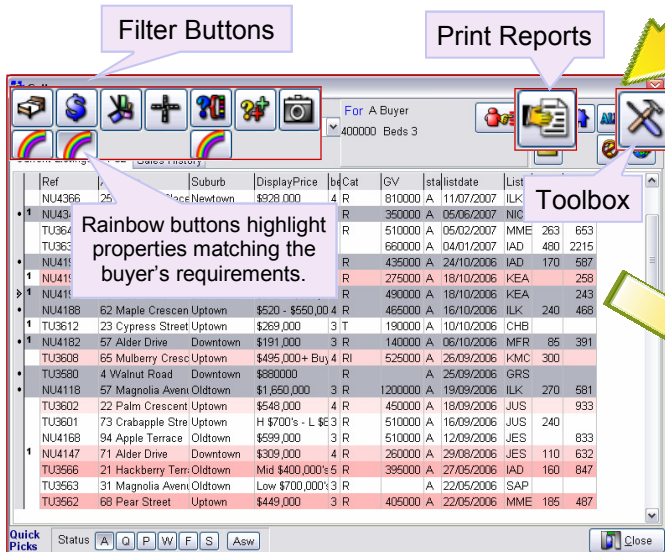 Filter Buttons
Print Reports
For A Buyer
400000 Beds 3
Sales History
Toolbox
Rainbow buttons highlight
properties matching the
buyer's requirements.
Ref Suburb DisplayPrice Cat GV listdate
NU4366 Newtown $928,000 4 R 810000 A 11/07/2007 ILK
R 350000 A 05/06/2007
R 510000 A 05/02/2007 MME 263 653
660000 A 04/01/2007 IAD 480 2215
435000 A 24/10/2006 IAD 170 587
1 275000 A 18/10/2006 KEA 258
1 490000 A 18/10/2006 KEA 243
NU4188 62 Maple Crescen Uptown $520 - $550,00 4 R 465000 A 16/10/2006 ILK 240 468
1 TU3612 23 Cypress Street Uptown $269,000 3 T 190000 A 10/10/2006 CHB
1 NU4182 57 Alder Drive Downtown $191,000 3 R 140000 A 06/10/2006 MFR 85 391
TU3608 65 Mulberry Cresc Uptown $495,000+ Buy 4 RI 525000 A 26/09/2006 KMC 300
TU3580 4 Walnut Road Downtown $880000 R A 25/09/2006 GRS
NU4118 57 Magnolia Avenu Oldtown $1,650,000 3 R 1200000 A 19/09/2006 ILK 270 581
TU3602 22 Palm Crescent Uptown $548,000 4 R 450000 A 18/09/2006 JUS 933
TU3601 73 Crabapple Stre Uptown H $700's - L $8 3 R 510000 A 16/09/2006 JUS 240
NU4168 94 Apple Terrace Oldtown $599,000 3 R 510000 A 12/09/2006 JES 833
1 NU4147 71 Alder Drive Downtown $309,000 4 R 260000 A 29/08/2006 JES 110 632
TU3566 21 Hackberry Terr Oldtown Mid $400,000's 5 R 395000 A 27/05/2006 IAD 160 847
TU3563 31 Magnolia Avenu Oldtown Low $700,000's 3 R A 22/05/2006 SAP
TU3562 68 Pear Street Uptown $449,000 3 R 405000 A 22/05/2006 MME 185 487
Quick Picks Status A Q P W F S Asw Close